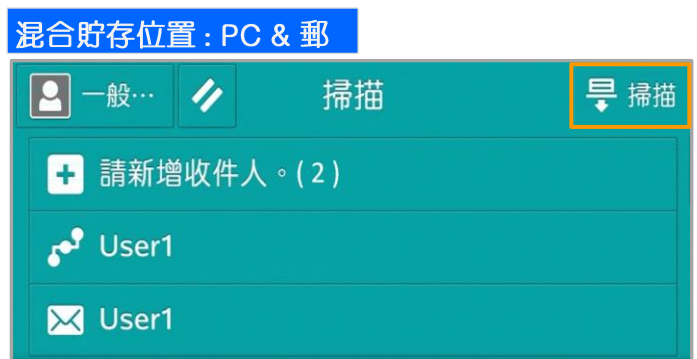 混合貯存位置 : PC & 郵
一般… 掃描 掃描
請新增收件人。( 2 )
User1
User1